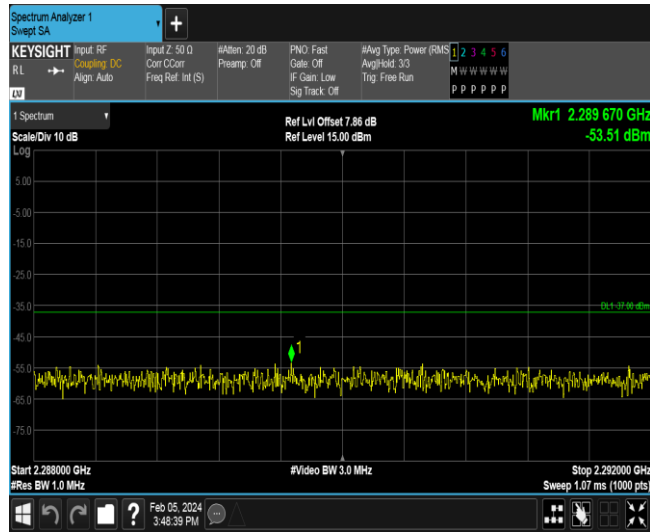 Spectrum Analyzer 1
Swept SA
+
KEYSIGHT
RL
LXI
Input: RF
Coupling: DC
Align: Auto
Input Z: 50 Ω
Corr CCorr
Freq Ref: Int (S)
#Atten: 20 dB
Preamp: Off
PNO: Fast
Gate: Off
IF Gain: Low
Sig Track: Off
#Avg Type: Power (RMS
Avg|Hold: 3/3
Trig: Free Run
1 2 3 4 5 6
M W W W W W
P P P P P P
1 Spectrum
Scale/Div 10 dB
Log
Ref Lvl Offset 7.86 dB
Ref Level 15.00 dBm
Mkr1 2.289 670 GHz
-53.51 dBm
5.00
-5.00
-15.0
-25.0
-35.0
DL1 -37.00 dBm
-45.0
1
-55.0
-65.0
-75.0
Start 2.288000 GHz
#Video BW 3.0 MHz
Stop 2.292000 GHz
#Res BW 1.0 MHz
Sweep 1.07 ms (1000 pts)
?
Feb 05, 2024
3:48:39 PM